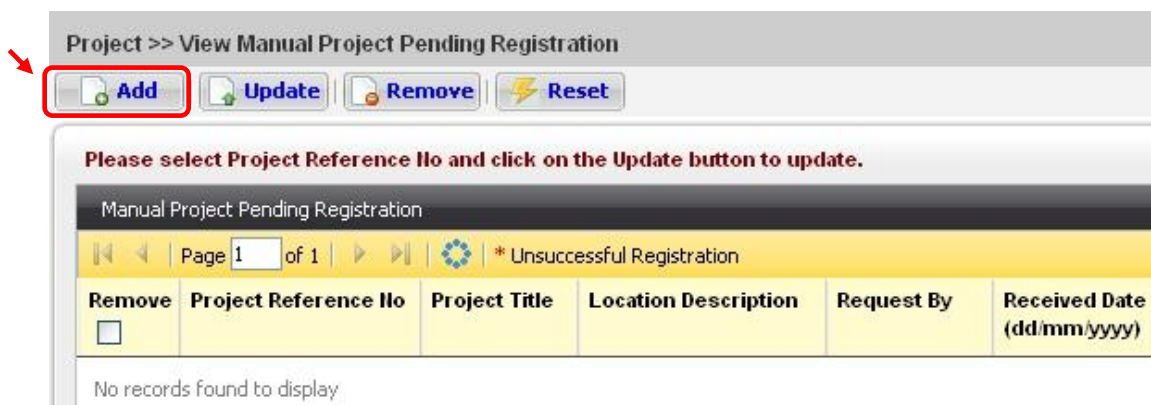 Project >> View Manual Project Pending Registration
Add Update Remove Reset
Please select Project Reference No and click on the Update button to update.
Manual Project Pending Registration
Page 1 of 1 * Unsuccessful Registration
Remove Project Reference No Project Title Location Description Request By Received Date
(dd/mm/yyyy)
No records found to display